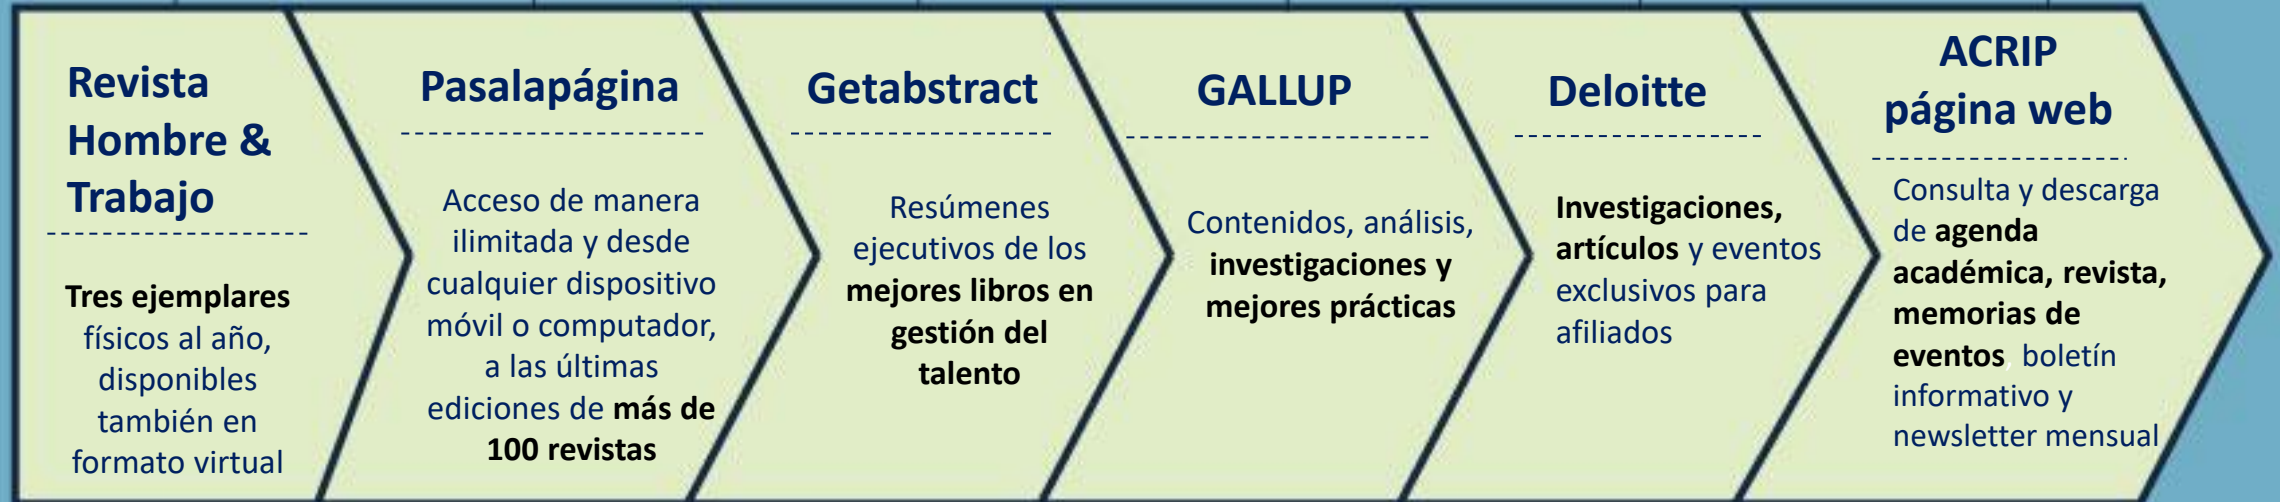 Revista
Hombre &
Trabajo
Tres ejemplares
físicos al año,
disponibles
también en
formato virtual
Pasalapágina
Acceso de manera
ilimitada y desde
cualquier dispositivo
móvil o computador,
a las últimas
ediciones de más de
100 revistas
Getabstract
Resúmenes
ejecutivos de los
mejores libros en
gestión del
talento
GALLUP
Contenidos, análisis,
investigaciones y
mejores prácticas
Deloitte
Investigaciones,
artículos y eventos
exclusivos para
afiliados
ACRIP
página web
Consulta y descarga
de agenda
académica, revista,
memorias de
eventos, boletín
informativo y
newsletter mensual